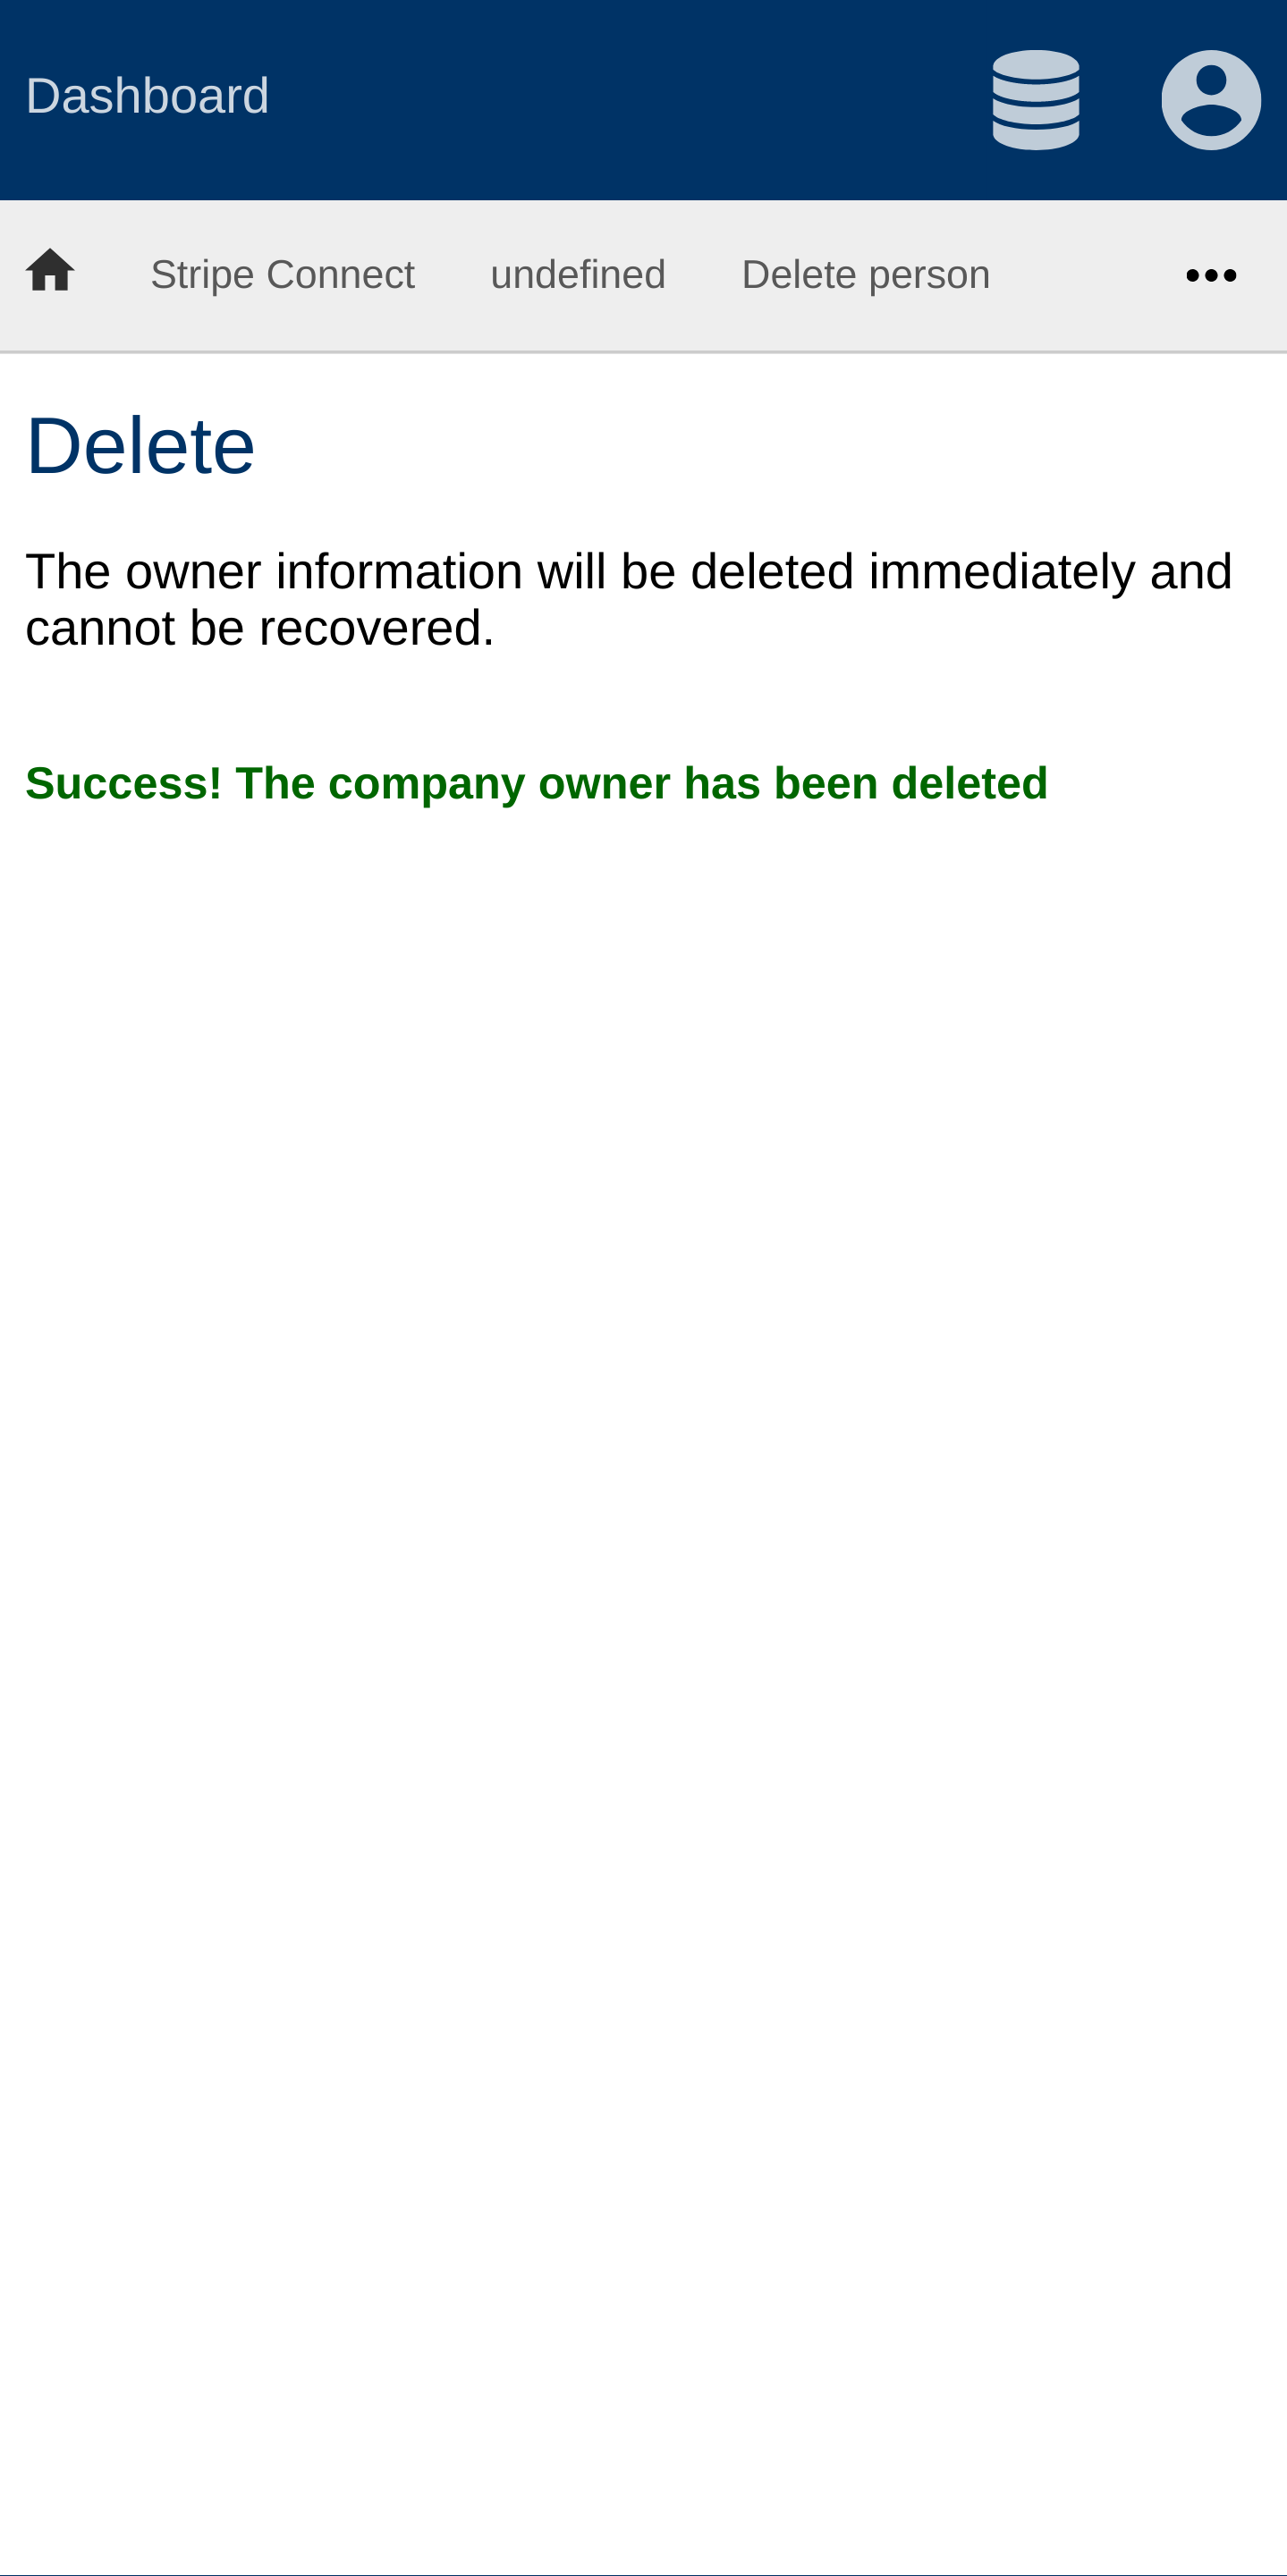 Dashboard
Stripe Connect undefined Delete person
Delete
The owner information will be deleted immediately and
cannot be recovered.
Success! The company owner has been deleted